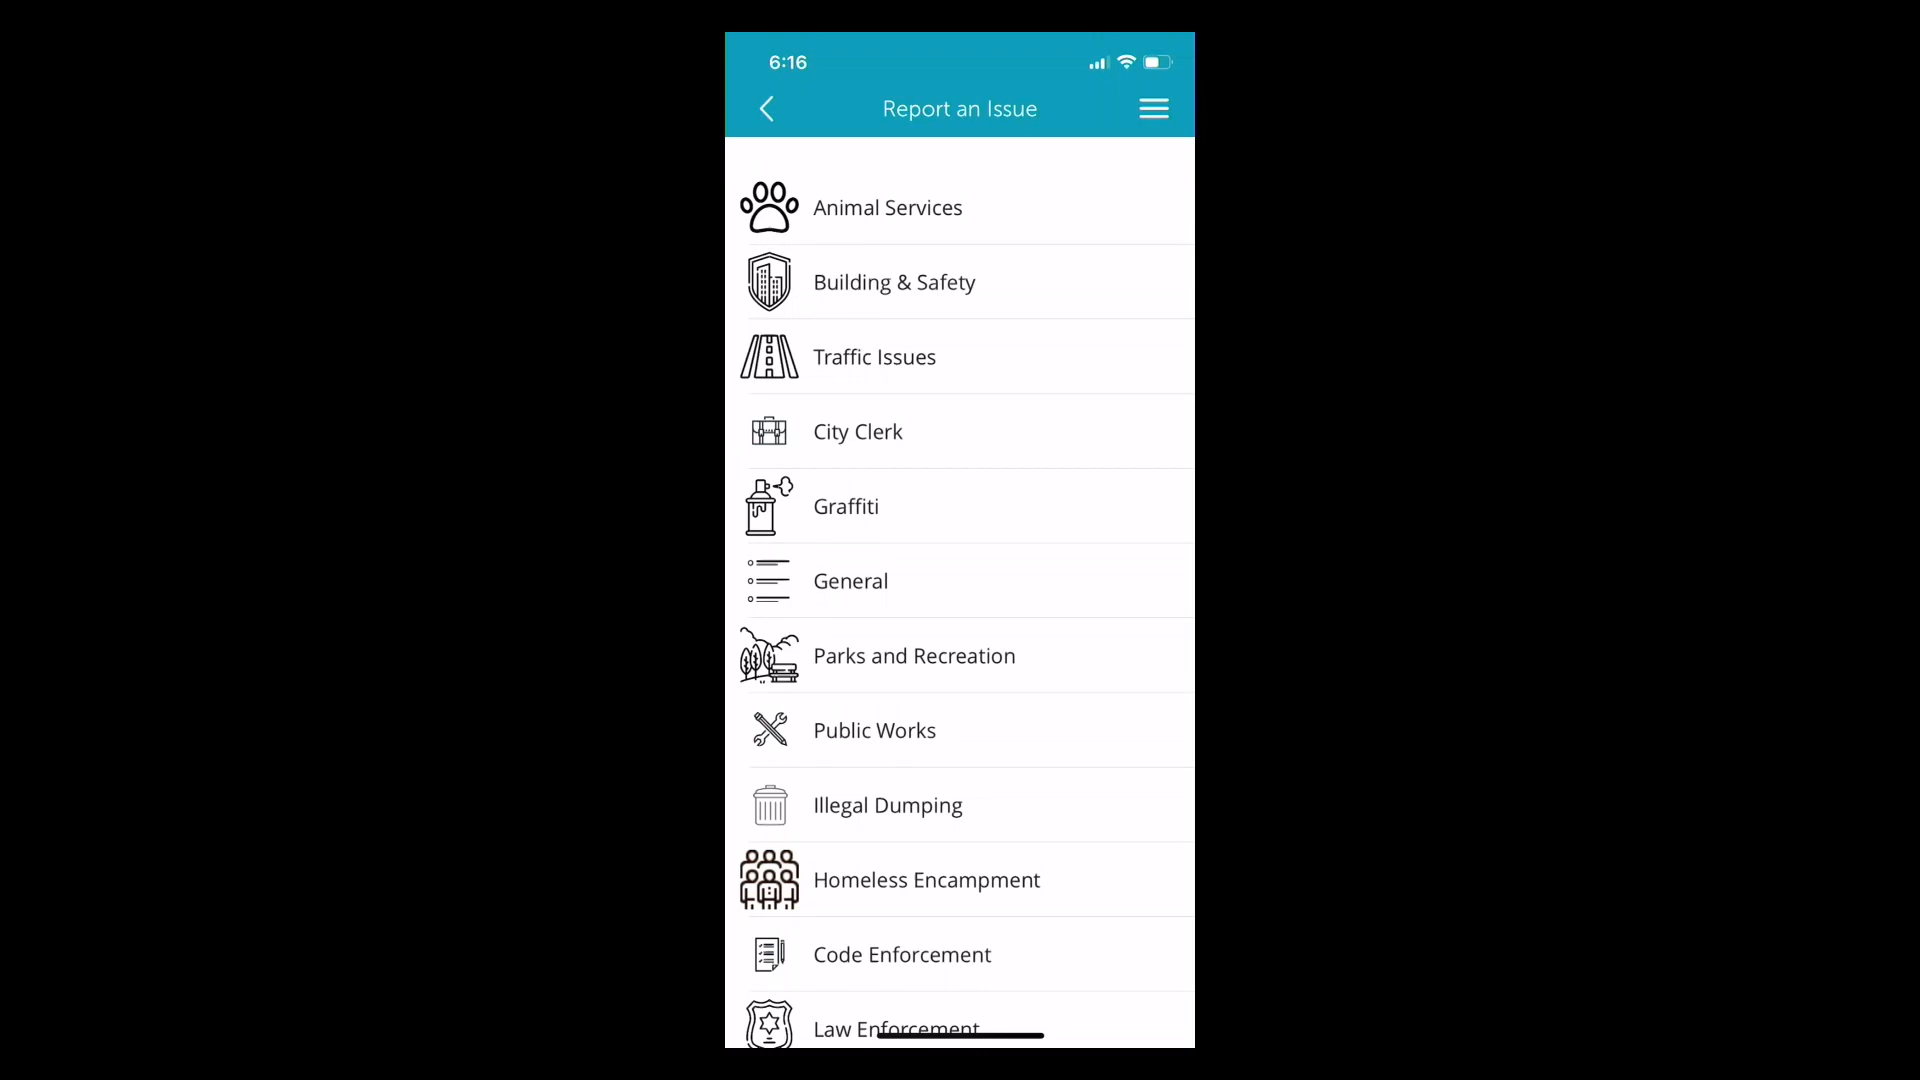 6:16
Report an Issue
Animal Services
Building & Safety
Traffic Issues
City Clerk
Graffiti
General
Parks and Recreation
Public Works
Illegal Dumping
Homeless Encampment
Code Enforcement
Law Enforcement